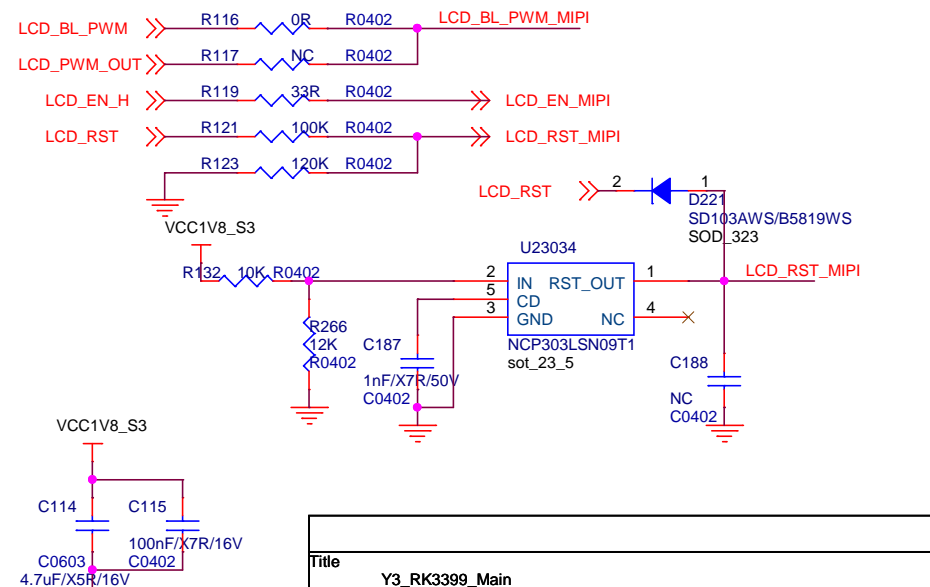 LCD_BL_PWM R116 0R R0402 LCD_BL_PWM_MIPI
LCD_PWM_OUT R117 NC R0402
LCD_EN_H R119 33R R0402 LCD_EN_MIPI
LCD_RST R121 100K R0402 LCD_RST_MIPI
R123 120K R0402
LCD_RST 2 1
D221
SD103AWS/B5819WS
SOD_323
VCC1V8_S3
U23034
R132 10K R0402 2 IN RST_OUT 1 LCD_RST_MIPI
5 CD
3 GND NC 4
NCP303LSN09T1
sot_23_5
R266
12K
R0402
C187
1nF/X7R/50V
C0402
C188
NC
C0402
VCC1V8_S3
C114 C115
100nF/X7R/16V
C0603 C0402
4.7uF/X5R/16V
Title
Y3_RK3399_Main